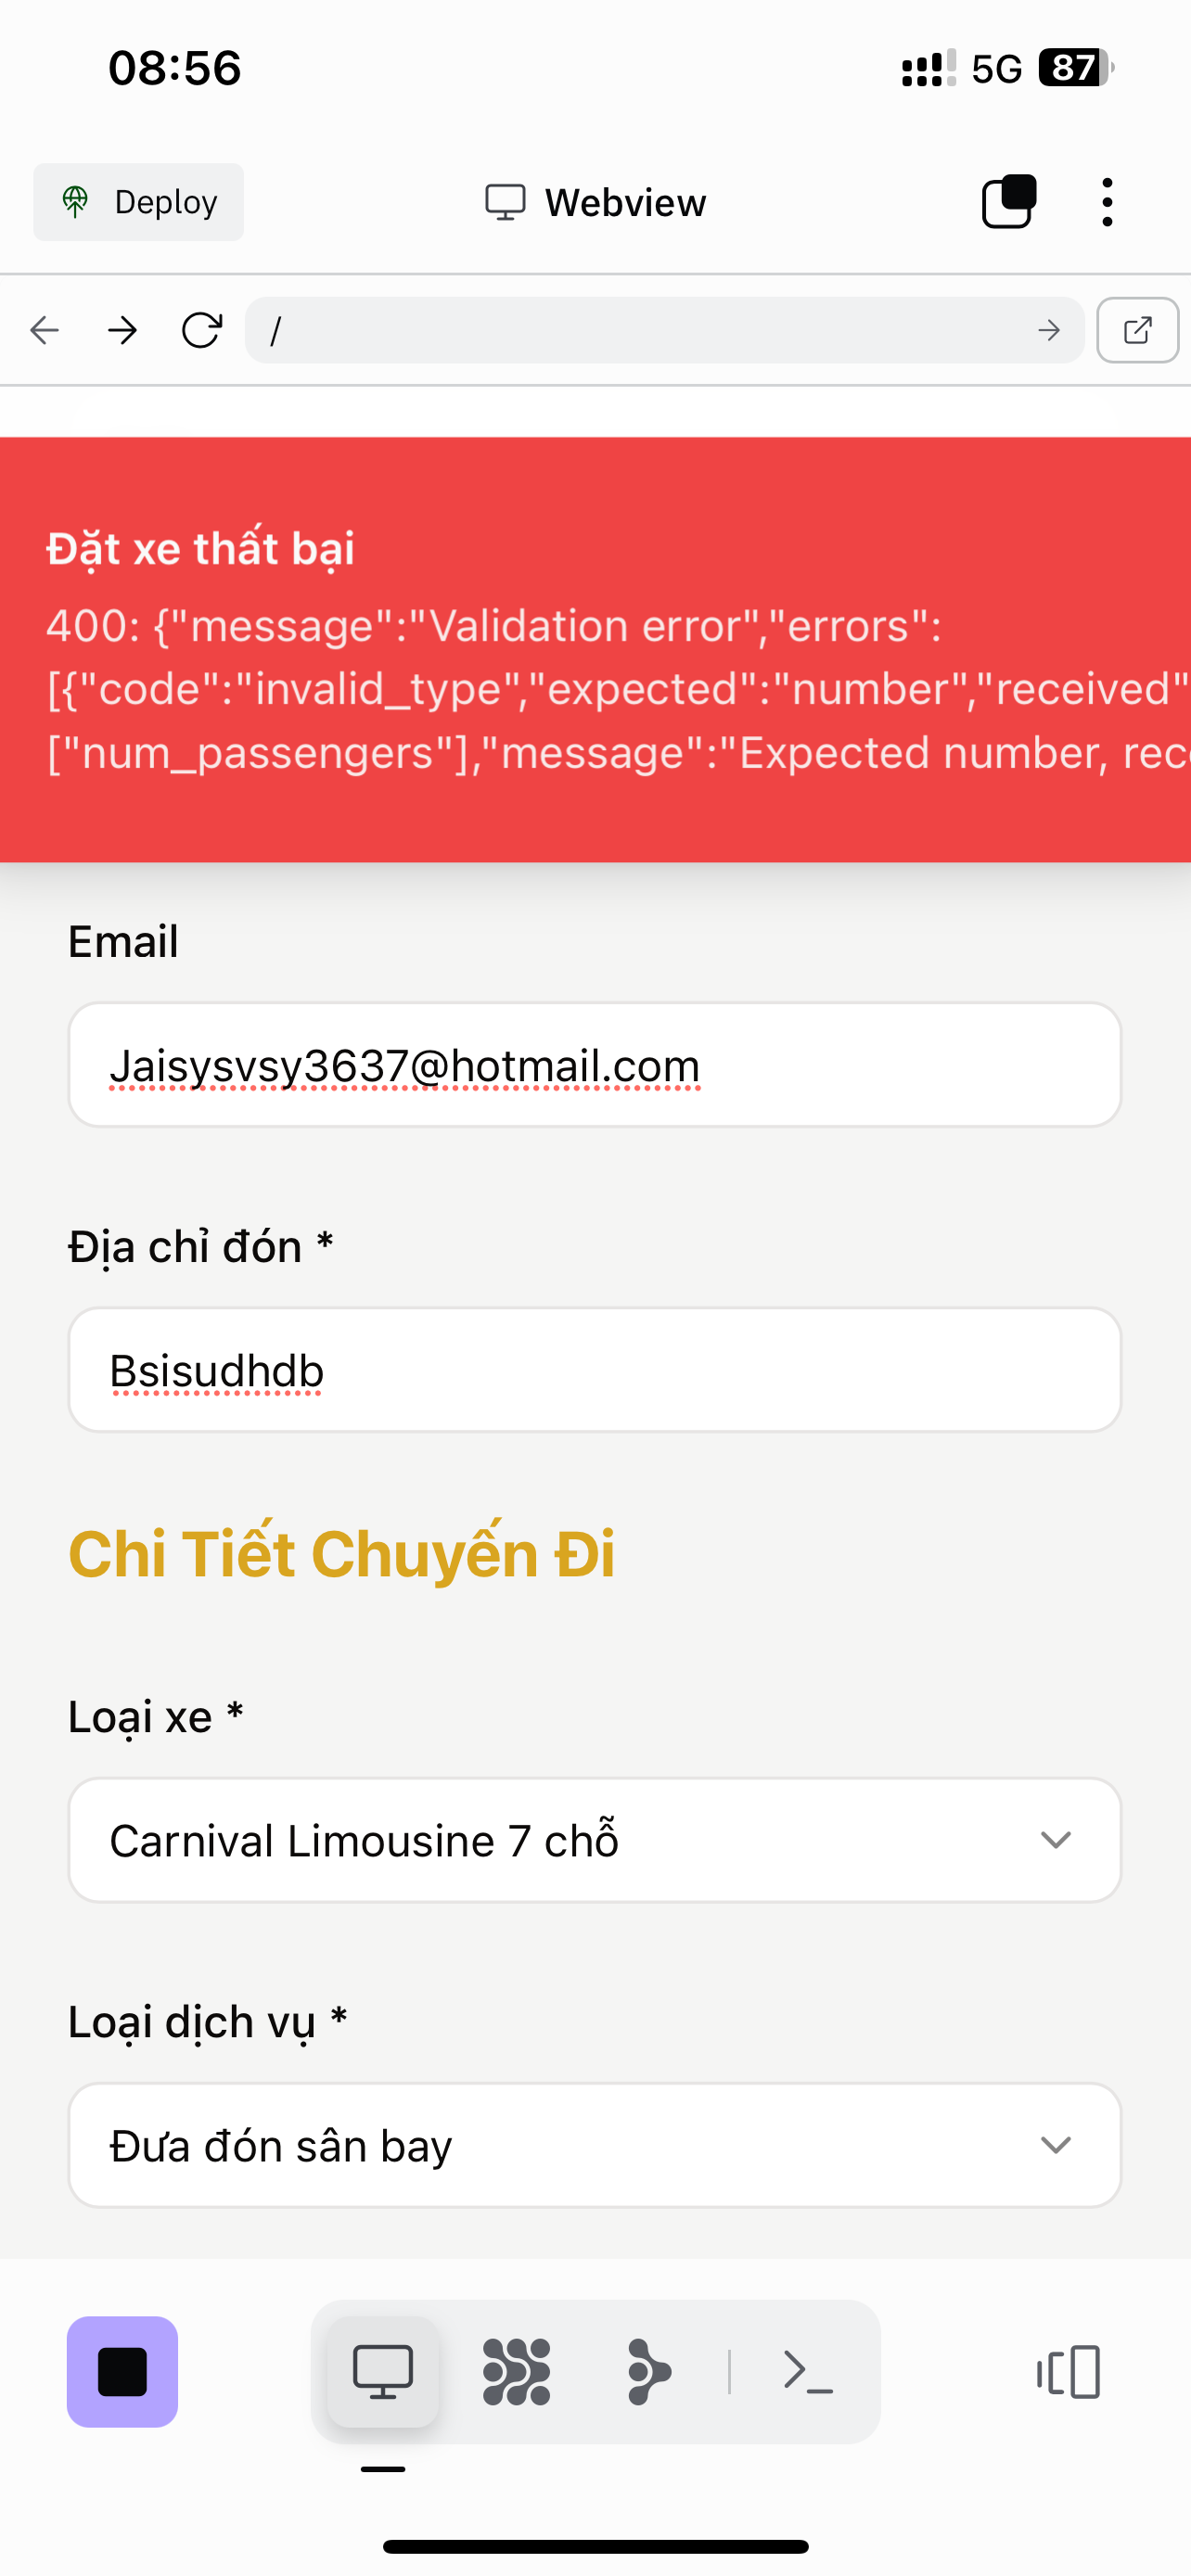 08:56
5G 87
Deploy
Webview
/
Đặt xe thất bại
400: {"message":"Validation error","errors":
[{"code":"invalid_type","expected":"number","received"
["num_passengers"],"message":"Expected number,
Email
Jaisysvsy3637@hotmail.com
Địa chỉ đón *
Bsisudhdb
Chi Tiết Chuyến Đi
Loại xe *
Carnival Limousine 7 chỗ
Loại dịch vụ *
Đưa đón sân bay